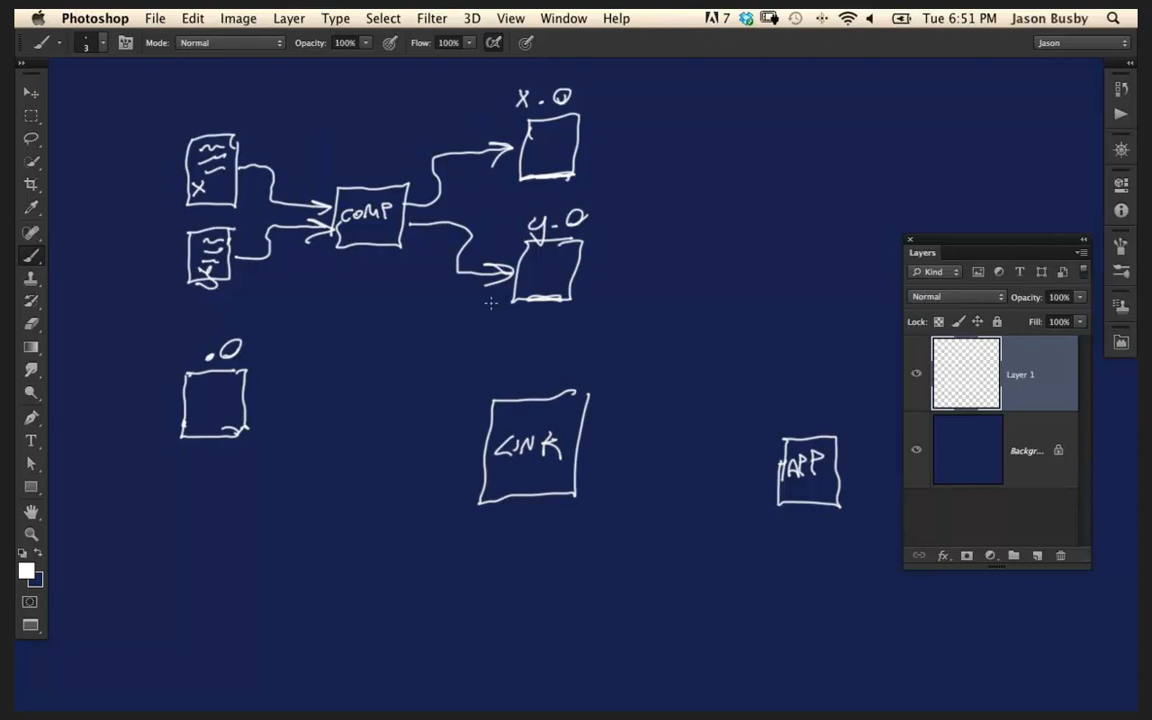 Photoshop File Edit Image Layer Type Select Filter 3D View Window Help 7 Tue 6:51 PM Jason Busby
3 Mode: Normal Opacity: 100% Flow: 100% Jason
x.o
x
COMP
y.o
y
.o
LINK
APP
Layers
Kind
Normal Opacity: 100%
Lock: Fill: 100%
Layer 1
Backgr...